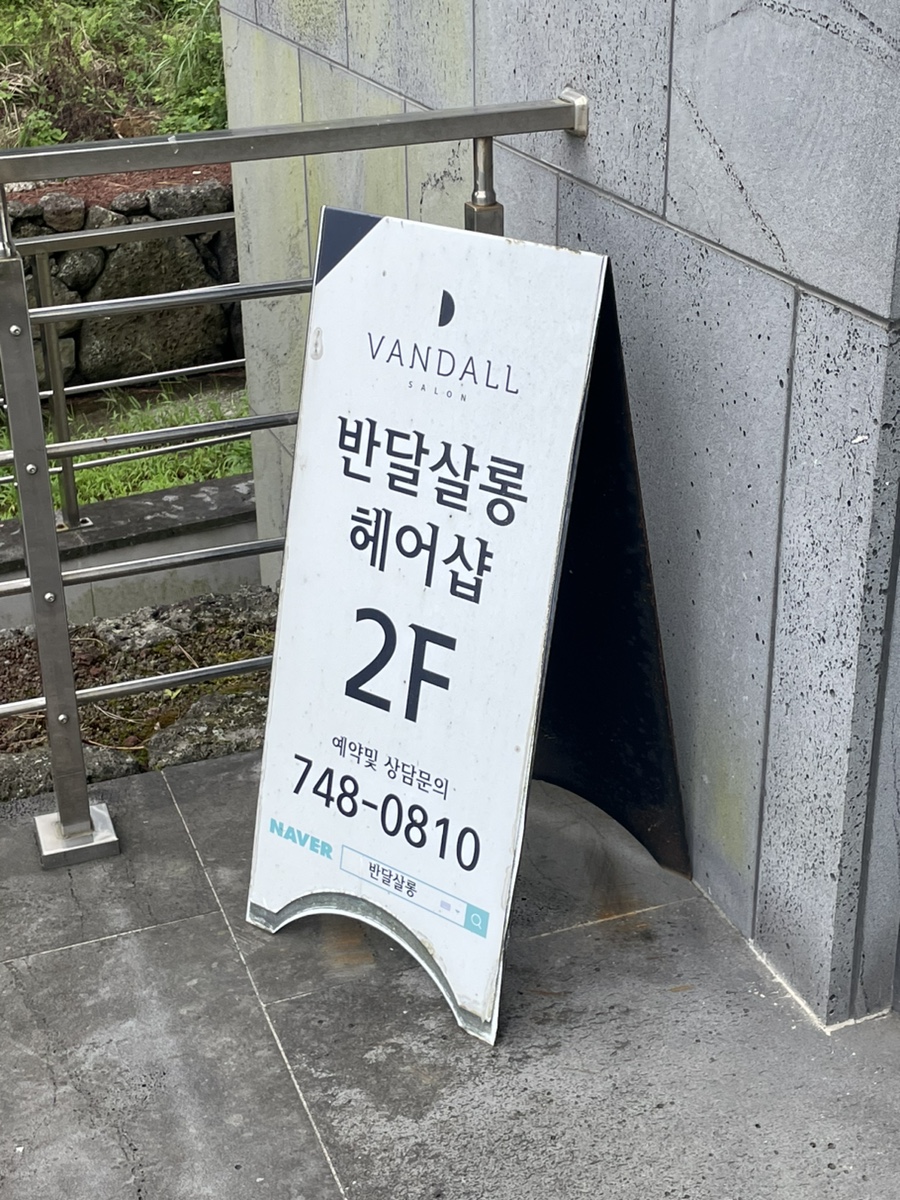 VANDALL
SALON
반달살롱
헤어샵
2F
예약및 상담문의
748-0810
NAVER 반달살롱